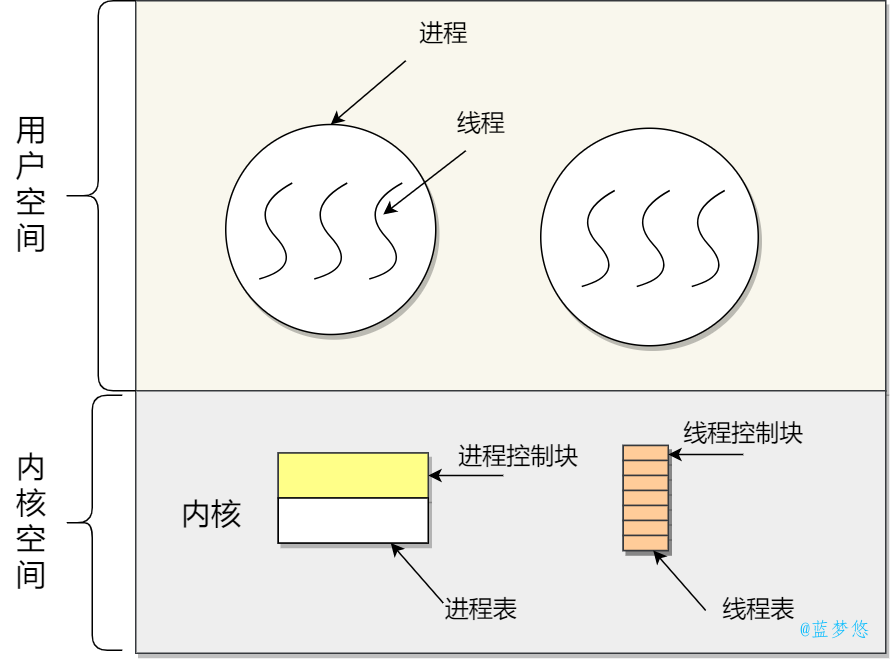 进程
线程
用户空间
线程控制块
进程控制块
内核
内核空间
进程表
线程表
@蓝梦悠